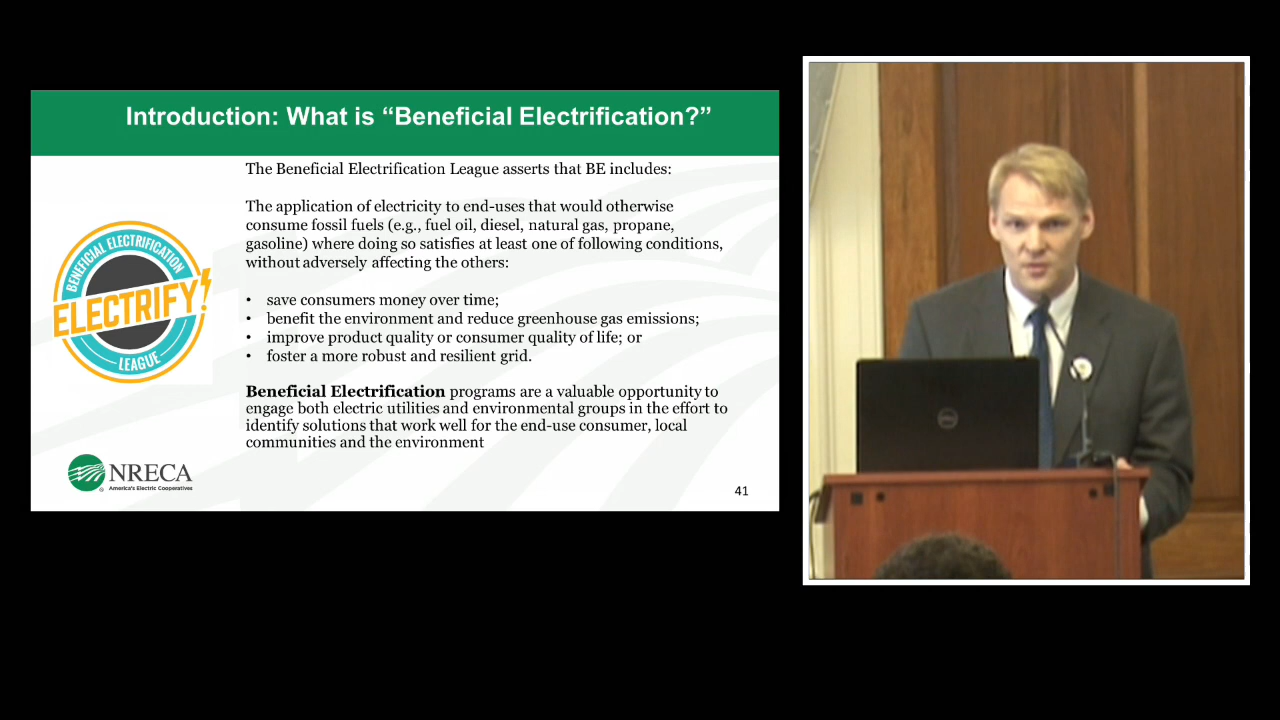 Introduction: What is “Beneficial Electrification?”
The Beneficial Electrification League asserts that BE includes:
The application of electricity to end-uses that would otherwise
consume fossil fuels (e.g., fuel oil, diesel, natural gas, propane,
gasoline) where doing so satisfies at least one of following conditions,
without adversely affecting the others:
• save consumers money over time;
• benefit the environment and reduce greenhouse gas emissions;
• improve product quality or consumer quality of life; or
• foster a more robust and resilient grid.
Beneficial Electrification programs are a valuable opportunity to
engage both electric utilities and environmental groups in the effort to
identify solutions that work well for the end-use consumer, local
communities and the environment
BENEFICIAL ELECTRIFICATION
ELECTRIFY!
LEAGUE
NRECA
America's Electric Cooperatives
41
DELL